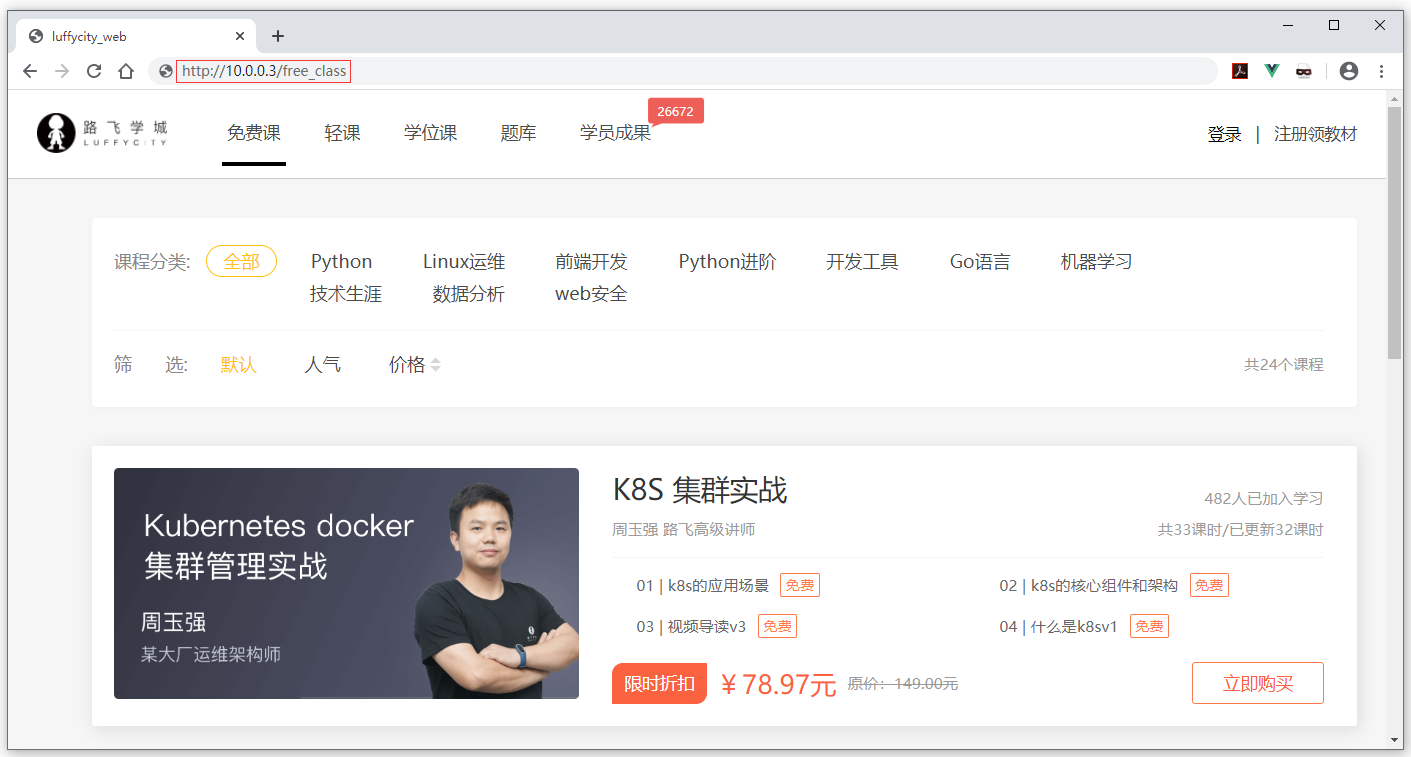 luffycity_web
http://10.0.0.3/free_class
路飞学城
LUFFYCITY
免费课 轻课 学位课 题库 学员成果 26672 登录 | 注册领教材
课程分类: 全部 Python Linux运维 前端开发 Python进阶 开发工具 Go语言 机器学习
技术生涯 数据分析 web安全
筛 选: 默认 人气 价格 共24个课程
Kubernetes docker
集群管理实战
周玉强
某大厂运维架构师
K8S 集群实战 482人已加入学习
周玉强 路飞高级讲师 共33课时/已更新32课时
01 | k8s的应用场景 免费 02 | k8s的核心组件和架构 免费
03 | 视频导读v3 免费 04 | 什么是k8sv1 免费
限时折扣 ¥ 78.97元 原价: 149.00元 立即购买